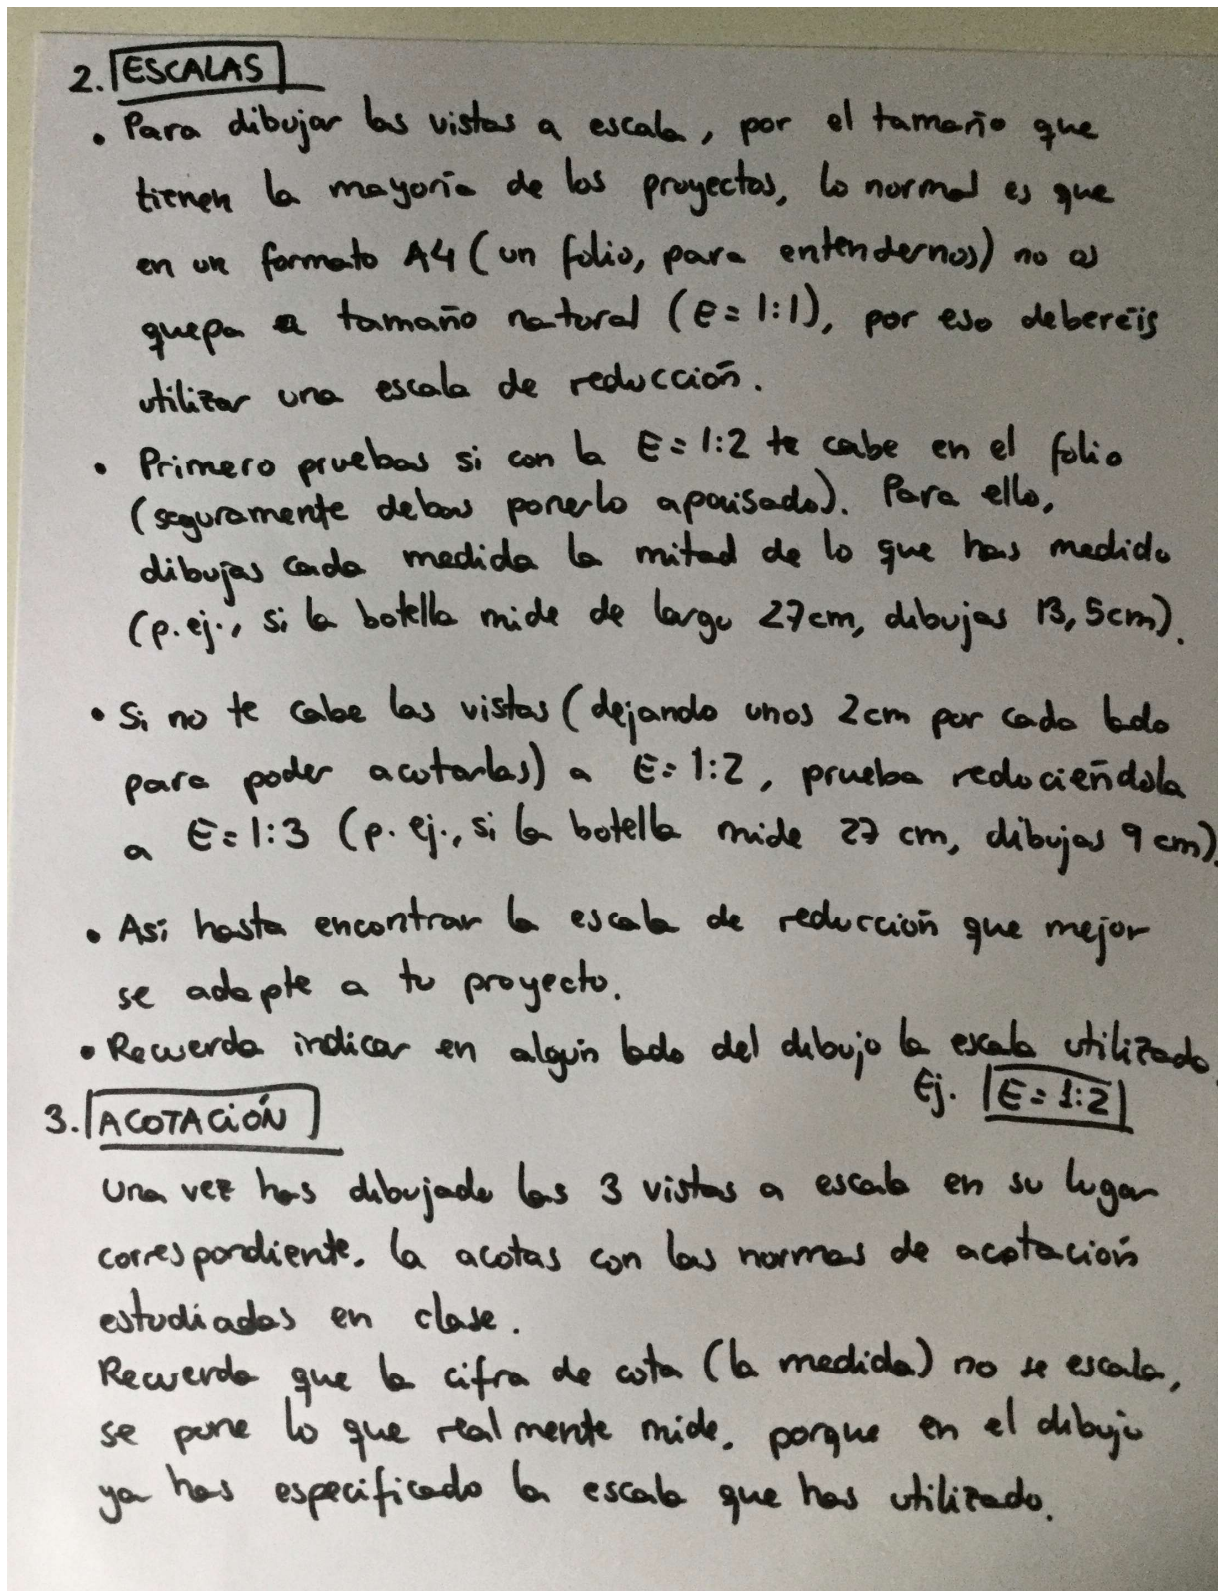 2. ESCALAS
• Para dibujar las vistas a escala, por el tamaño que
tienen la mayoría de los proyectos, lo normal es que
en un formato A4 (un folio, para entendernos) no os
quepa a tamaño natural (E = 1:1), por eso deberéis
utilizar una escala de reducción.
• Primero pruebas si con la E = 1:2 te cabe en el folio
(seguramente debas ponerlo apaisado). Para ello,
dibujas cada medida la mitad de lo que has medido
(p. ej., si la botella mide de largo 27cm, dibujas 13,5cm).
• Si no te cabe las vistas (dejando unos 2cm por cada lado
para poder acotarlas) a E = 1:2, prueba reduciéndola
a E = 1:3 (p. ej., si la botella mide 27 cm, dibujas 9 cm).
• Así hasta encontrar la escala de reducción que mejor
se adapte a tu proyecto.
• Recuerda indicar en algún lado del dibujo la escala utilizada.
Ej. E = 1:2
3. ACOTACIÓN
Una vez has dibujado las 3 vistas a escala en su lugar
correspondiente, la acotas con las normas de acotación
estudiadas en clase.
Recuerda que la cifra de cota (la medida) no se escala,
se pone lo que realmente mide, porque en el dibujo
ya has especificado la escala que has utilizado.